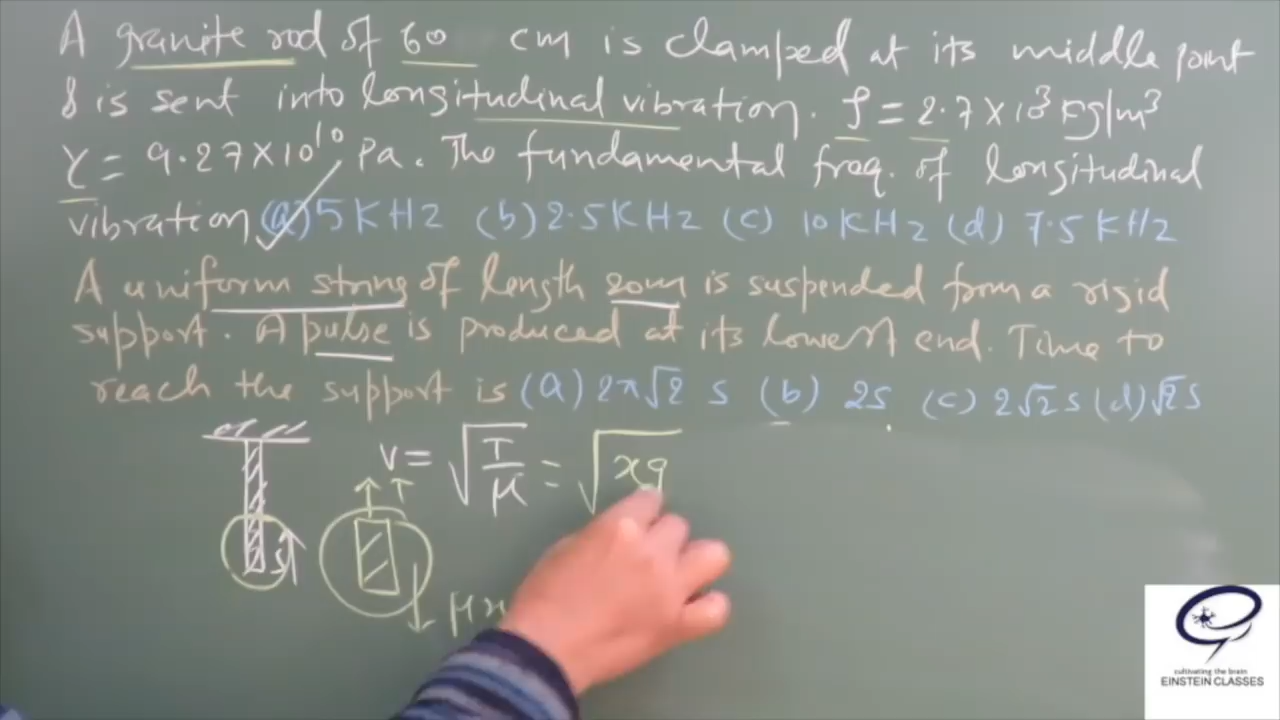 A granite rod of 60 cm is clamped at its middle point
& is sent into longitudinal vibration. ρ = 2.7 × 10³ Kg/m³
Y = 9.27 × 10¹⁰ Pa. The fundamental freq. of longitudinal
vibration (a) 5 KHz (b) 2.5 KHz (c) 10 KHz (d) 7.5 KHz
A uniform string of length 20m is suspended from a rigid
support. A pulse is produced at its lowest end. Time to
reach the support is (a) 2π√2 s (b) 2s (c) 2√2 s (d) √2 s
v = √(T/μ) = √(xg
T
μx
cultivating the brain
EINSTEIN CLASSES